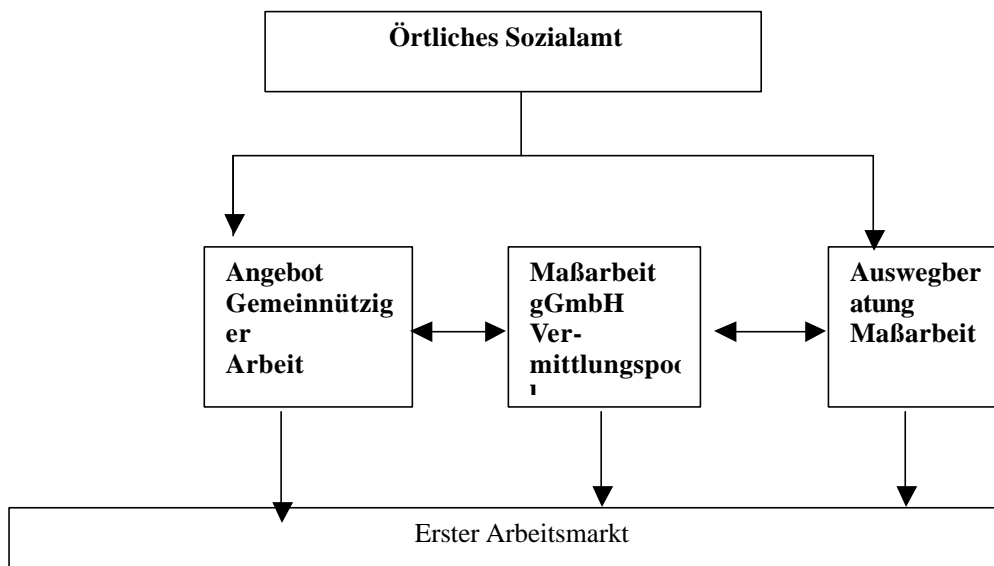 Örtliches Sozialamt
Angebot
Gemeinnützig
er
Arbeit
Maßarbeit
gGmbH
Ver-
mittlungspoo
l
Auswegber
atung
Maßarbeit
Erster Arbeitsmarkt